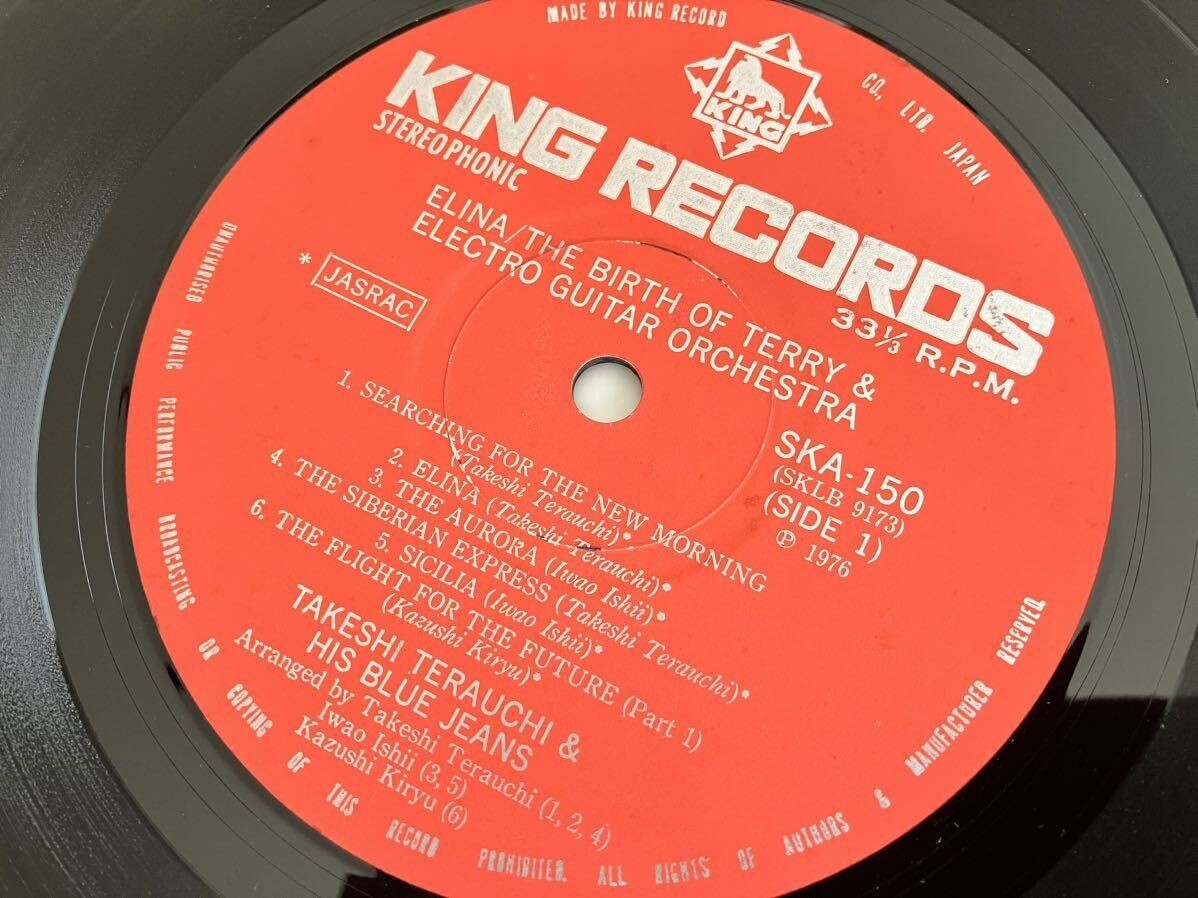 MADE BY KING RECORD CO., LTD. JAPAN
KING
KING RECORDS
STEREOPHONIC
33⅓ R.P.M.
ELINA/THE BIRTH OF TERRY &
ELECTRO GUITAR ORCHESTRA
* JASRAC
SKA-150
(SKLB 9173)
(SIDE 1)
Ⓟ 1976
1. SEARCHING FOR THE NEW MORNING
(Takeshi Terauchi)*
2. ELINA (Takeshi Terauchi)*
3. THE AURORA (Iwao Ishii)*
4. THE SIBERIAN EXPRESS (Takeshi Terauchi)*
5. SICILIA (Iwao Ishii)*
6. THE FLIGHT FOR THE FUTURE (Part 1)
(Kazushi Kiryu)*
TAKESHI TERAUCHI &
HIS BLUE JEANS
Arranged by Takeshi Terauchi (1, 2, 4)
Iwao Ishii (3, 5)
Kazushi Kiryu (6)
UNAUTHORISED PUBLIC PERFORMANCE BROADCASTING OR COPYING OF THIS RECORD PROHIBITED. ALL RIGHTS OF AUTHORS & MANUFACTURER RESERVED.